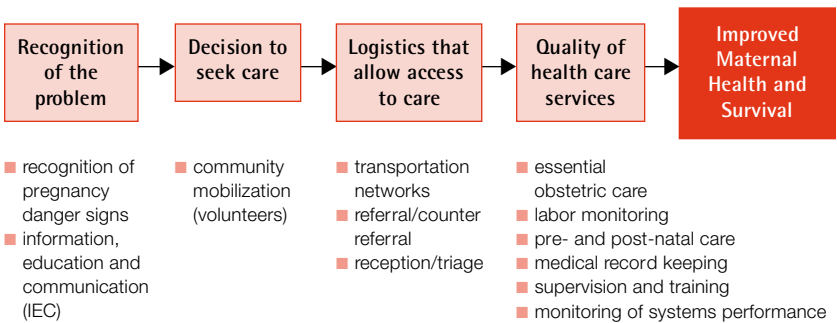 Recognition
of the
problem
Decision to
seek care
Logistics that
allow access
to care
Quality of
health care
services
Improved
Maternal
Health and
Survival
recognition of
pregnancy
danger signs
information,
education and
communication
(IEC)
community
mobilization
(volunteers)
transportation
networks
referral/counter
referral
reception/triage
essential
obstetric care
labor monitoring
pre- and post-natal care
medical record keeping
supervision and training
monitoring of systems performance